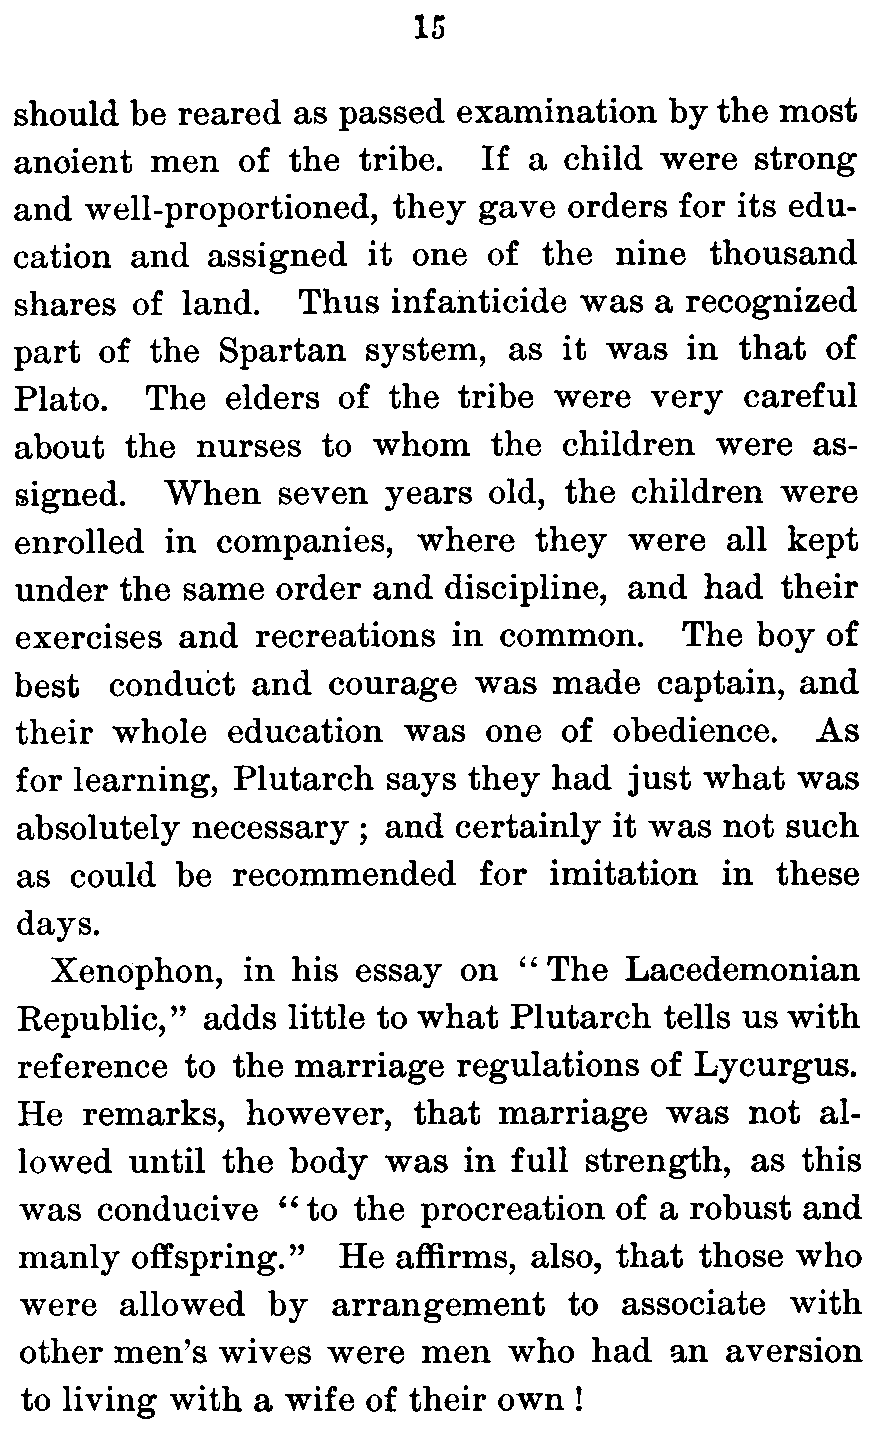 15
should be reared as passed examination by the most
anoient men of the tribe. If a child were strong
and well-proportioned, they gave orders for its edu-
cation and assigned it one of the nine thousand
shares of land. Thus infanticide was a recognized
part of the Spartan system, as it was in that of
Plato. The elders of the tribe were very careful
about the nurses to whom the children were as-
signed. When seven years old, the children were
enrolled in companies, where they were all kept
under the same order and discipline, and had their
exercises and recreations in common. The boy of
best conduct and courage was made captain, and
their whole education was one of obedience. As
for learning, Plutarch says they had just what was
absolutely necessary ; and certainly it was not such
as could be recommended for imitation in these
days.
Xenophon, in his essay on “The Lacedemonian
Republic,” adds little to what Plutarch tells us with
reference to the marriage regulations of Lycurgus.
He remarks, however, that marriage was not al-
lowed until the body was in full strength, as this
was conducive “to the procreation of a robust and
manly offspring.” He affirms, also, that those who
were allowed by arrangement to associate with
other men’s wives were men who had an aversion
to living with a wife of their own !